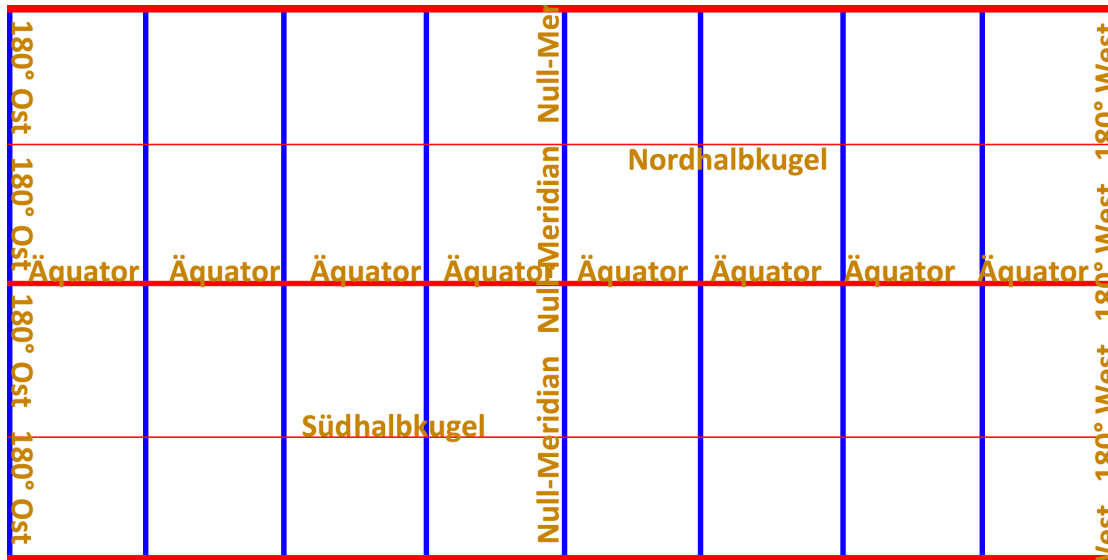 180° Ost
180° Ost
180° Ost
180° Ost
Null-Mer
Null-Meridian
Null-Meridian
Null-Meridian
180° West
180° West
180° West
West
Nordhalbkugel
Äquator Äquator Äquator Äquator Äquator Äquator Äquator Äquator
Südhalbkugel